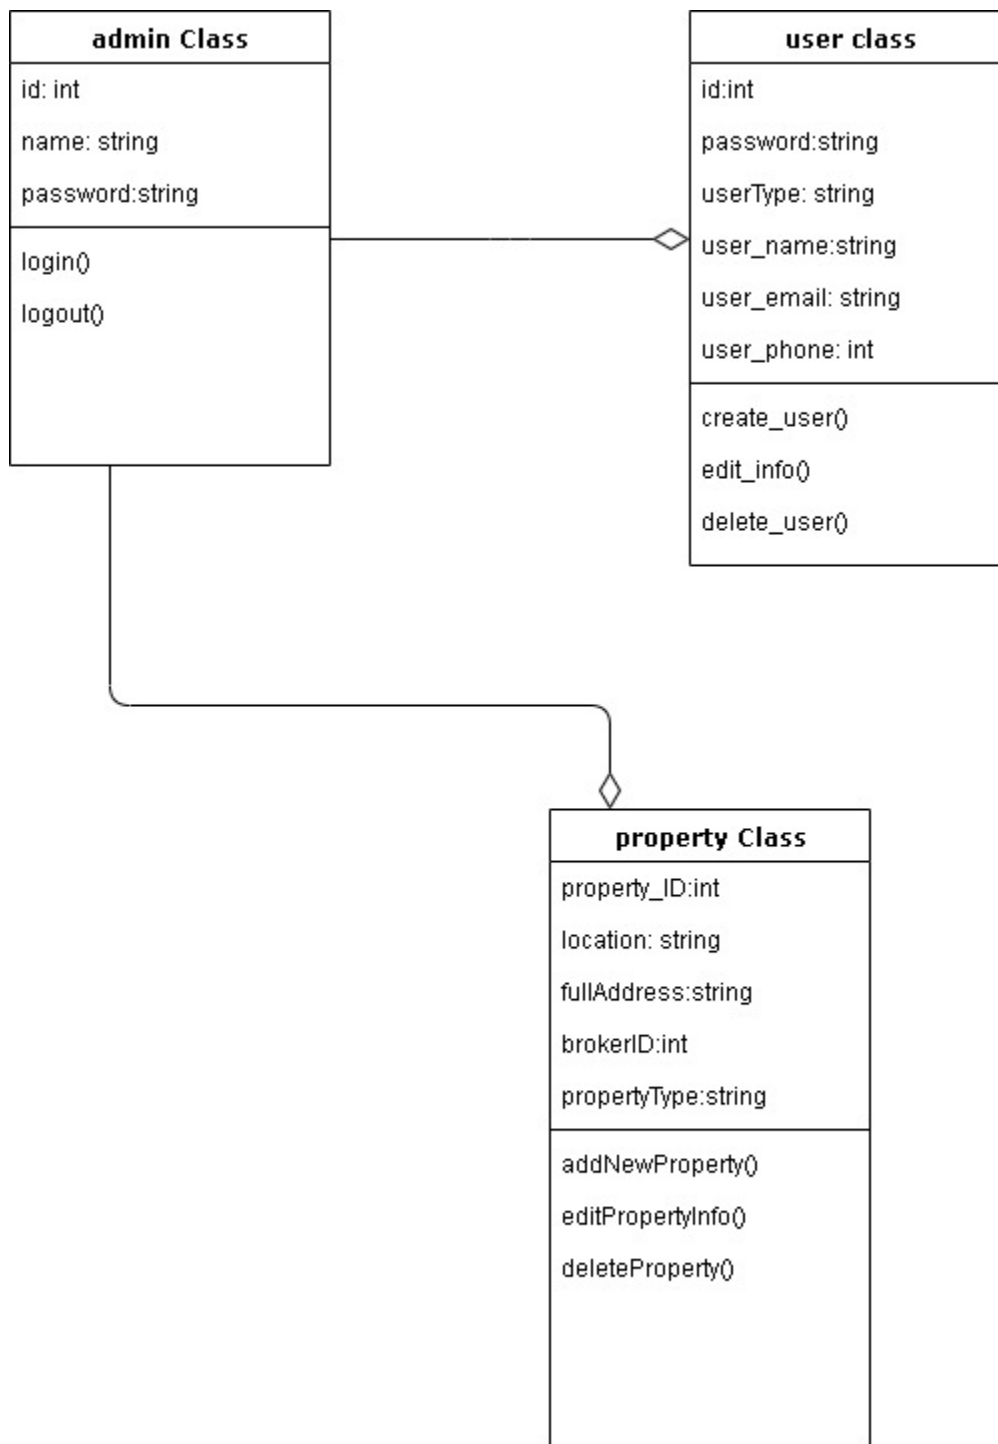 admin Class
id: int
name: string
password:string
login()
logout()
user class
id:int
password:string
userType: string
user_name:string
user_email: string
user_phone: int
create_user()
edit_info()
delete_user()
property Class
property_ID:int
location: string
fullAddress:string
brokerID:int
propertyType:string
addNewProperty()
editPropertyInfo()
deleteProperty()